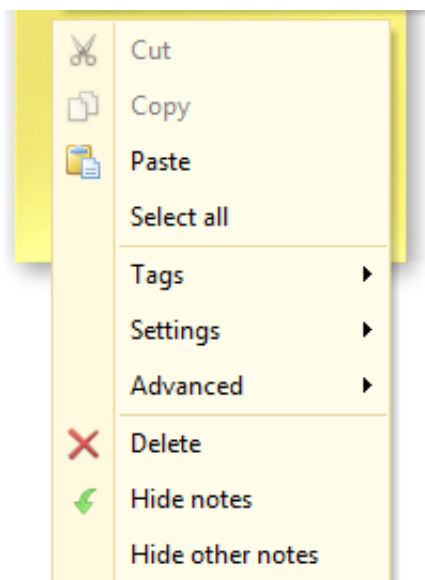 Cut
Copy
Paste
Select all
Tags
Settings
Advanced
Delete
Hide notes
Hide other notes